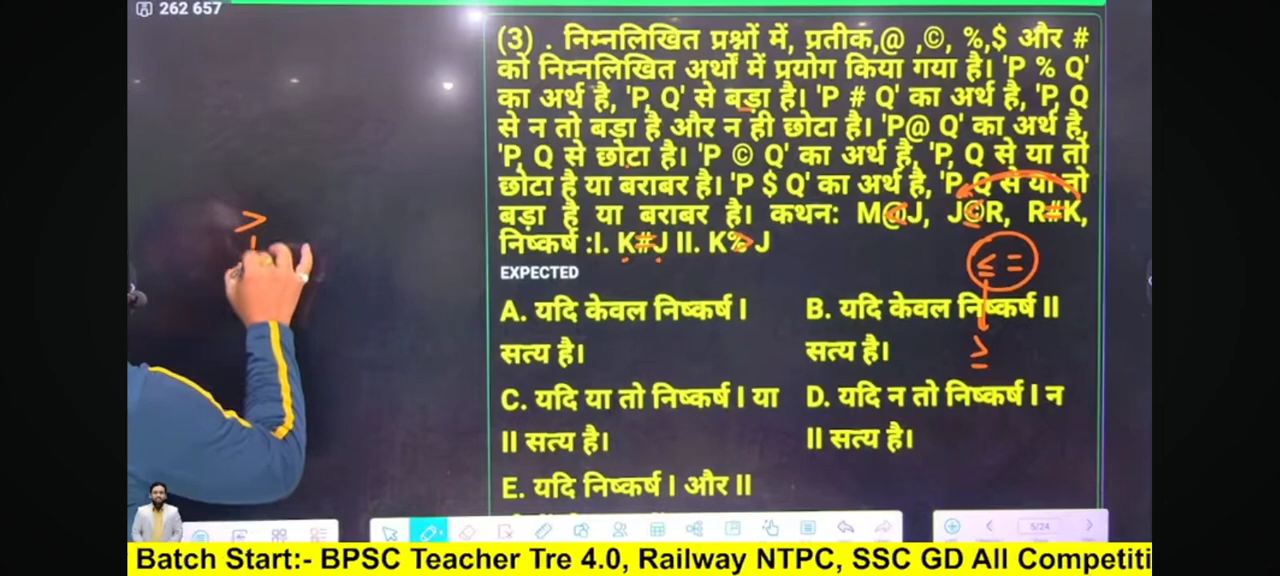 262 657
(3) . निम्नलिखित प्रश्नों में, प्रतीक,@ ,©, %,$ और #
को निम्नलिखित अर्थों में प्रयोग किया गया है। 'P % Q'
का अर्थ है, 'P, Q' से बड़ा है। 'P # Q' का अर्थ है, 'P, Q
से न तो बड़ा है और न ही छोटा है। 'P@ Q' का अर्थ है,
'P, Q से छोटा है। 'P © Q' का अर्थ है, 'P, Q से या तो
छोटा है या बराबर है। 'P $ Q' का अर्थ है, 'P, Q से या तो
बड़ा है या बराबर है। कथन: M@J, J©R, R#K,
निष्कर्ष :I. K#J II. K% J
>
≤ =
≥
EXPECTED
A. यदि केवल निष्कर्ष I
सत्य है।
B. यदि केवल निष्कर्ष II
सत्य है।
C. यदि या तो निष्कर्ष I या
II सत्य है।
D. यदि न तो निष्कर्ष I न
II सत्य है।
E. यदि निष्कर्ष I और II
5/24
Batch Start:- BPSC Teacher Tre 4.0, Railway NTPC, SSC GD All Competiti